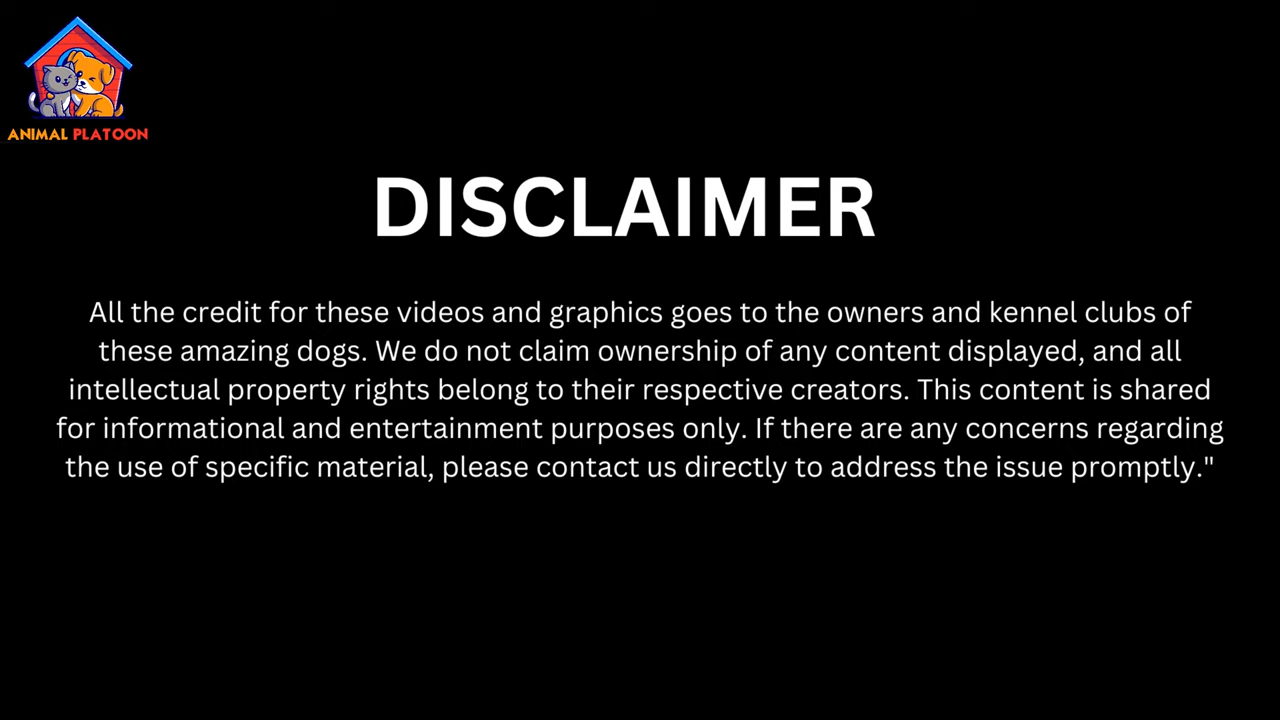 ANIMAL PLATOON
DISCLAIMER
All the credit for these videos and graphics goes to the owners and kennel clubs of
these amazing dogs. We do not claim ownership of any content displayed, and all
intellectual property rights belong to their respective creators. This content is shared
for informational and entertainment purposes only. If there are any concerns regarding
the use of specific material, please contact us directly to address the issue promptly."